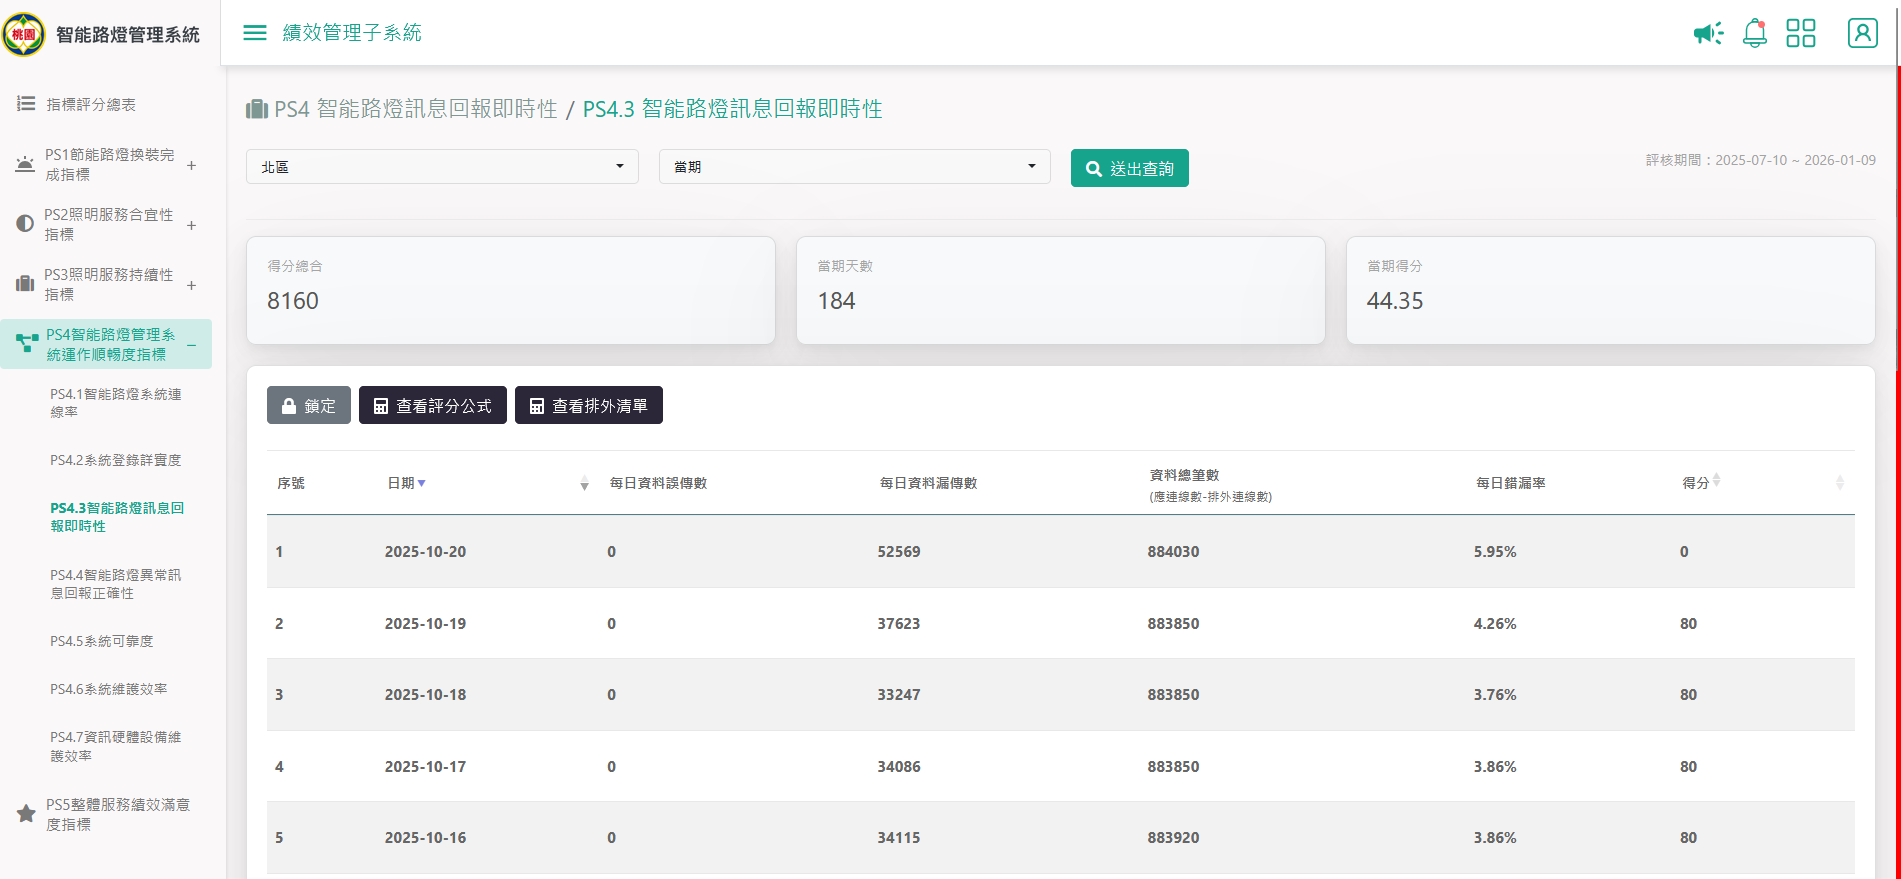 桃園
智能路燈管理系統
績效管理子系統
指標評分總表
PS1節能路燈換裝完
成指標
+
PS2照明服務合宜性
指標
+
PS3照明服務持續性
指標
+
PS4智能路燈管理系
統運作順暢度指標
−
PS4.1智能路燈系統連
線率
PS4.2系統登錄詳實度
PS4.3智能路燈訊息回
報即時性
PS4.4智能路燈異常訊
息回報正確性
PS4.5系統可靠度
PS4.6系統維護效率
PS4.7資訊硬體設備維
護效率
PS5整體服務績效滿意
度指標
PS4 智能路燈訊息回報即時性 / PS4.3 智能路燈訊息回報即時性
北區 當期 送出查詢
評核期間：2025-07-10 ~ 2026-01-09
得分總合
8160
當期天數
184
當期得分
44.35
鎖定 查看評分公式 查看排外清單
序號 日期 每日資料誤傳數 每日資料漏傳數 資料總筆數 每日錯漏率 得分
(應連線數-排外連線數)
1 2025-10-20 0 52569 884030 5.95% 0
2 2025-10-19 0 37623 883850 4.26% 80
3 2025-10-18 0 33247 883850 3.76% 80
4 2025-10-17 0 34086 883850 3.86% 80
5 2025-10-16 0 34115 883920 3.86% 80